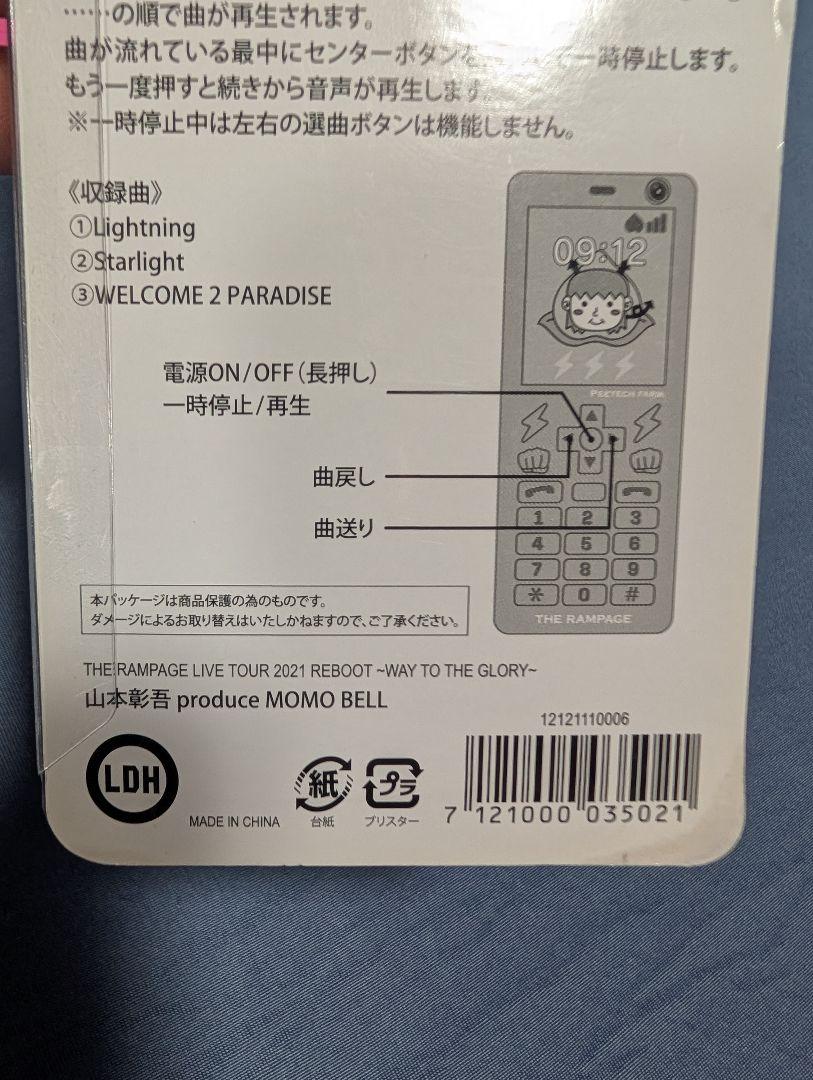 ……の順で曲が再生されます。
曲が流れている最中にセンターボタンを 一時停止します。
もう一度押すと続きから音声が再生します。
※一時停止中は左右の選曲ボタンは機能しません。
《収録曲》
①Lightning
②Starlight
③WELCOME 2 PARADISE
09:12
電源ON/OFF（長押し）
一時停止/再生
PEETECH FARM
曲戻し
曲送り
1 2 3
4 5 6
7 8 9
* 0 #
THE RAMPAGE
本パッケージは商品保護の為のものです。
ダメージによるお取り替えはいたしかねますので、ご了承ください。
THE RAMPAGE LIVE TOUR 2021 REBOOT ~WAY TO THE GLORY~
山本彰吾 produce MOMO BELL
12121110006
LDH
MADE IN CHINA
紙
台紙
プラ
ブリスター
7 121000 035021